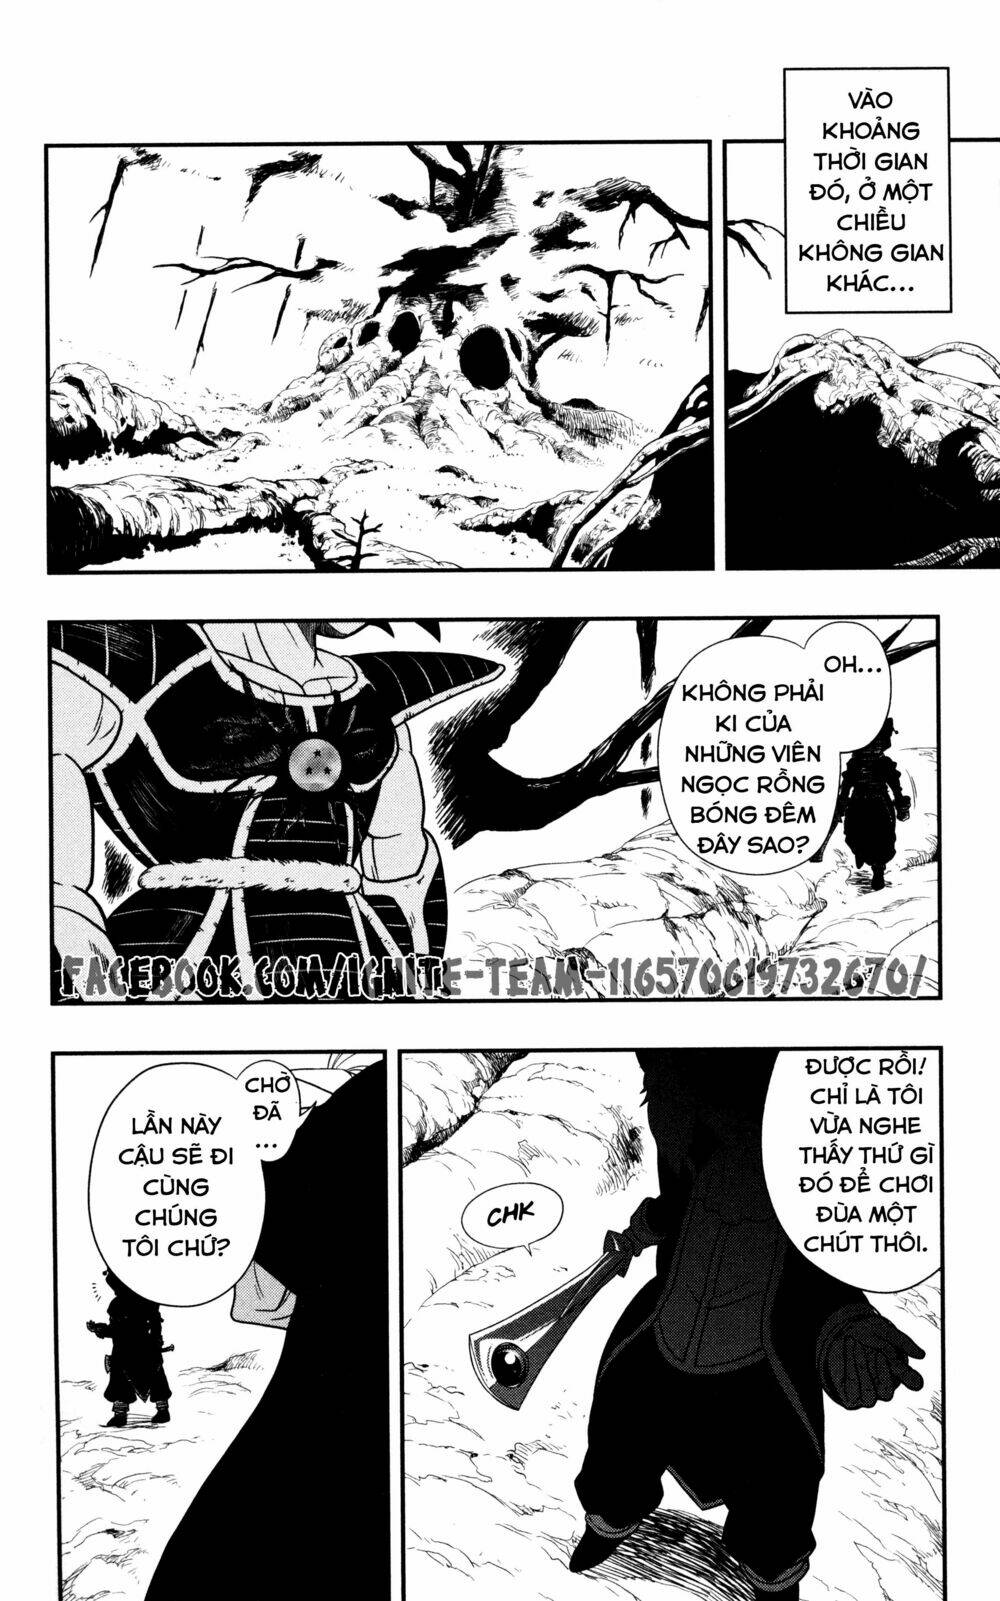 VÀO
KHOẢNG
THỜI GIAN
ĐÓ, Ở MỘT
CHIỀU
KHÔNG GIAN
KHÁC...
OH...
KHÔNG PHẢI
KI CỦA
NHỮNG VIÊN
NGỌC RỒNG
BÓNG ĐÊM
ĐÂY SAO?
FACEBOOK.COM/IGNITE-TEAM-116570619732670/
ĐƯỢC RỒI!
CHỈ LÀ TÔI
VỪA NGHE
THẤY THỨ GÌ
ĐÓ ĐỂ CHƠI
ĐÙA MỘT
CHÚT THÔI.
CHK
CHỜ
ĐÃ
...
LẦN NÀY
CẬU SẼ ĐI
CÙNG
CHÚNG
TÔI CHỨ?